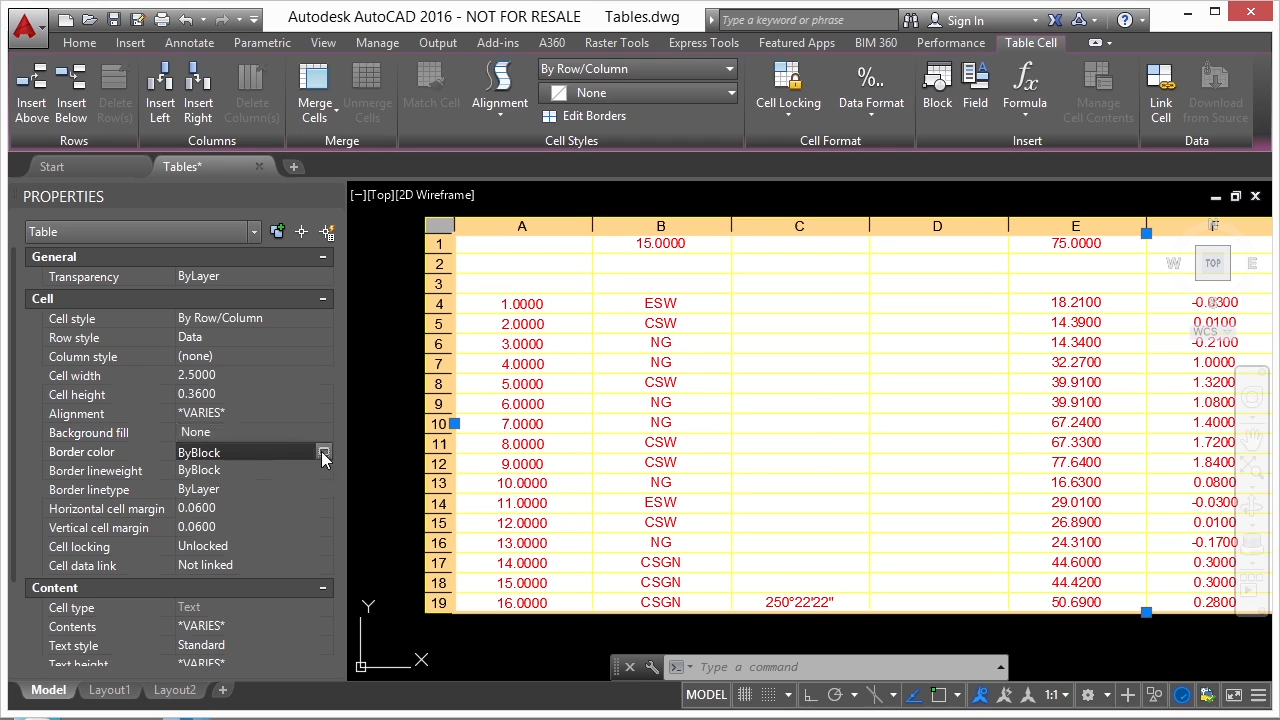 Autodesk AutoCAD 2016 - NOT FOR RESALE Tables.dwg
Type a keyword or phrase
Sign In
Home Insert Annotate Parametric View Manage Output Add-ins A360 Raster Tools Express Tools Featured Apps BIM 360 Performance Table Cell
Insert Above Insert Below Delete Row(s)
Rows
Insert Left Insert Right Delete Column(s)
Columns
Merge Cells Unmerge Cells
Merge
Match Cell Alignment
By Row/Column
None
Edit Borders
Cell Styles
Cell Locking %.. Data Format
Cell Format
Block Field fx Formula Manage Cell Contents
Insert
Link Cell Download from Source
Data
Start Tables*
PROPERTIES
Table
General
Transparency ByLayer
Cell
Cell style By Row/Column
Row style Data
Column style (none)
Cell width 2.5000
Cell height 0.3600
Alignment *VARIES*
Background fill None
Border color ByBlock
Border lineweight ByBlock
Border linetype ByLayer
Horizontal cell margin 0.0600
Vertical cell margin 0.0600
Cell locking Unlocked
Cell data link Not linked
Content
Cell type Text
Contents *VARIES*
Text style Standard
Text height *VARIES*
[−][Top][2D Wireframe]
A B C D E F
1 15.0000 75.0000
2
3
4 1.0000 ESW 18.2100 -0.0300
5 2.0000 CSW 14.3900 0.0100
6 3.0000 NG 14.3400 -0.2100
7 4.0000 NG 32.2700 1.0000
8 5.0000 CSW 39.9100 1.3200
9 6.0000 NG 39.9100 1.0800
10 7.0000 NG 67.2400 1.4000
11 8.0000 CSW 67.3300 1.7200
12 9.0000 CSW 77.6400 1.8400
13 10.0000 NG 16.6300 0.0800
14 11.0000 ESW 29.0100 -0.0300
15 12.0000 CSW 26.8900 0.0100
16 13.0000 NG 24.3100 -0.1700
17 14.0000 CSGN 44.6000 0.3000
18 15.0000 CSGN 44.4200 0.3000
19 16.0000 CSGN 250°22'22" 50.6900 0.2800
W TOP E
WCS
Y
X
Type a command
Model Layout1 Layout2
MODEL 1:1